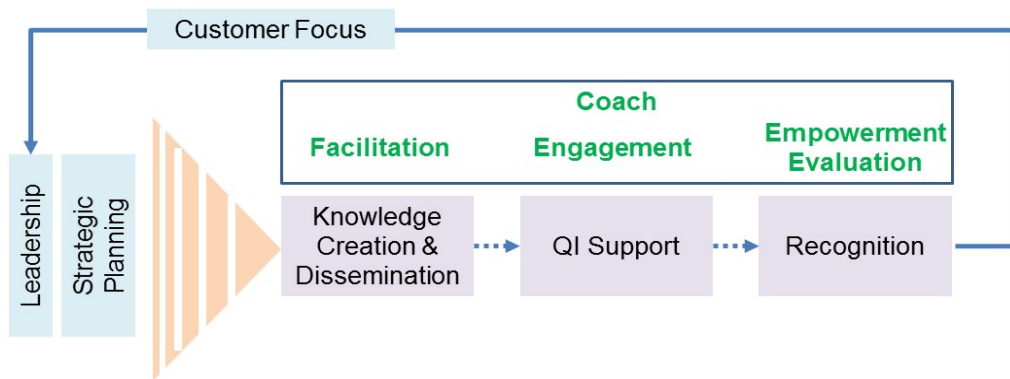 Customer Focus
Coach
Facilitation
Engagement
Empowerment
Evaluation
Leadership
Strategic
Planning
Knowledge
Creation &
Dissemination
QI Support
Recognition